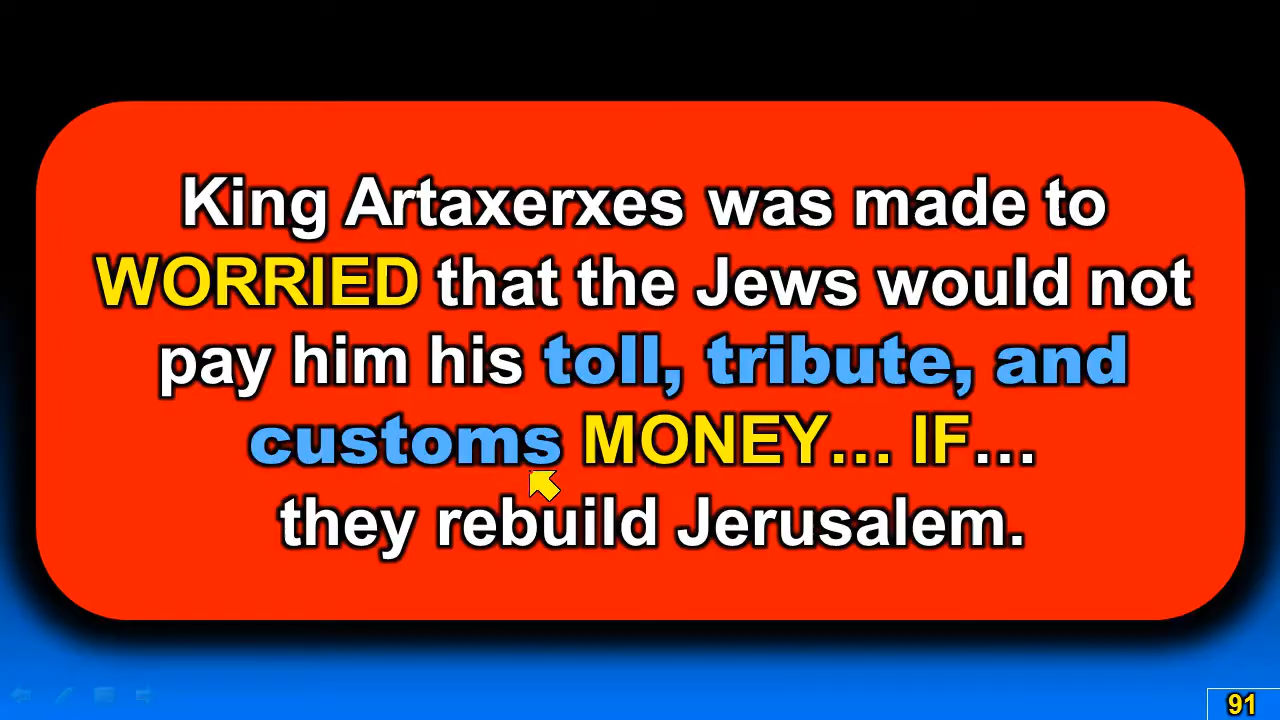 King Artaxerxes was made to
WORRIED that the Jews would not
pay him his toll, tribute, and
customs MONEY... IF...
they rebuild Jerusalem.
91